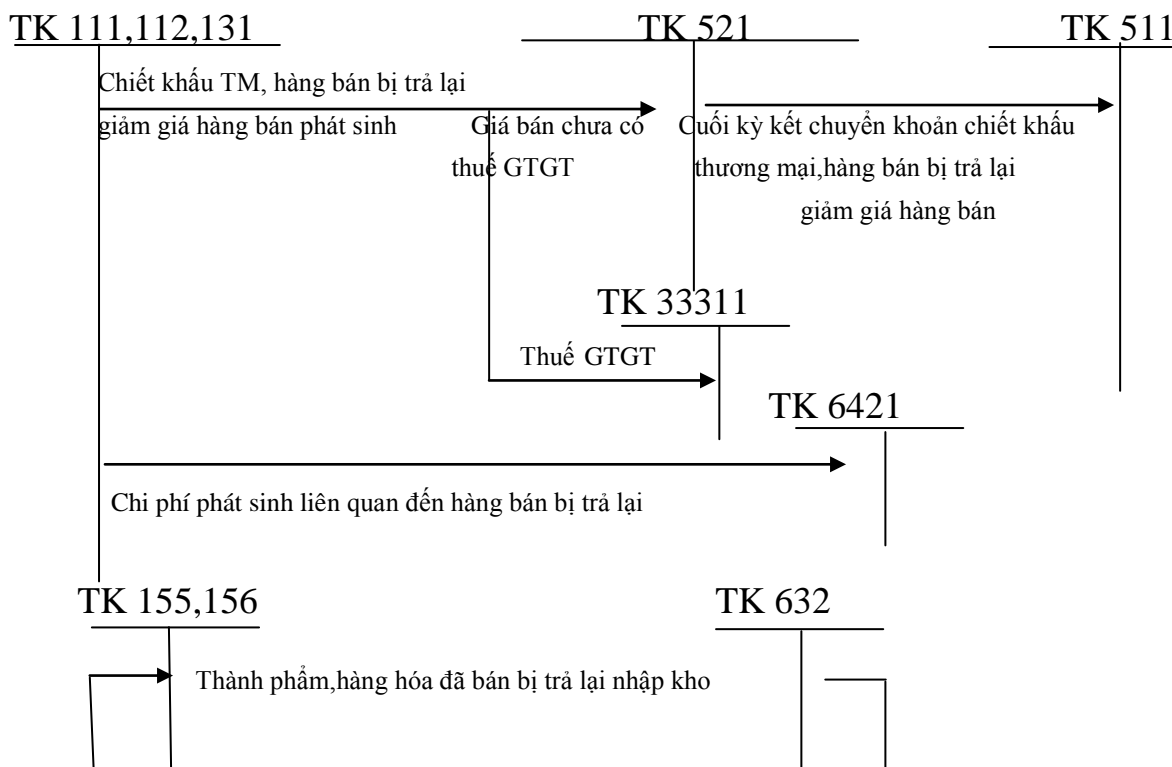 TK 111,112,131 TK 521 TK 511
Chiết khấu TM, hàng bán bị trả lại
giảm giá hàng bán phát sinh Giá bán chưa có Cuối kỳ kết chuyển khoản chiết khấu
thuế GTGT thương mại,hàng bán bị trả lại
giảm giá hàng bán
TK 33311
Thuế GTGT
TK 6421
Chi phí phát sinh liên quan đến hàng bán bị trả lại
TK 155,156 TK 632
Thành phẩm,hàng hóa đã bán bị trả lại nhập kho